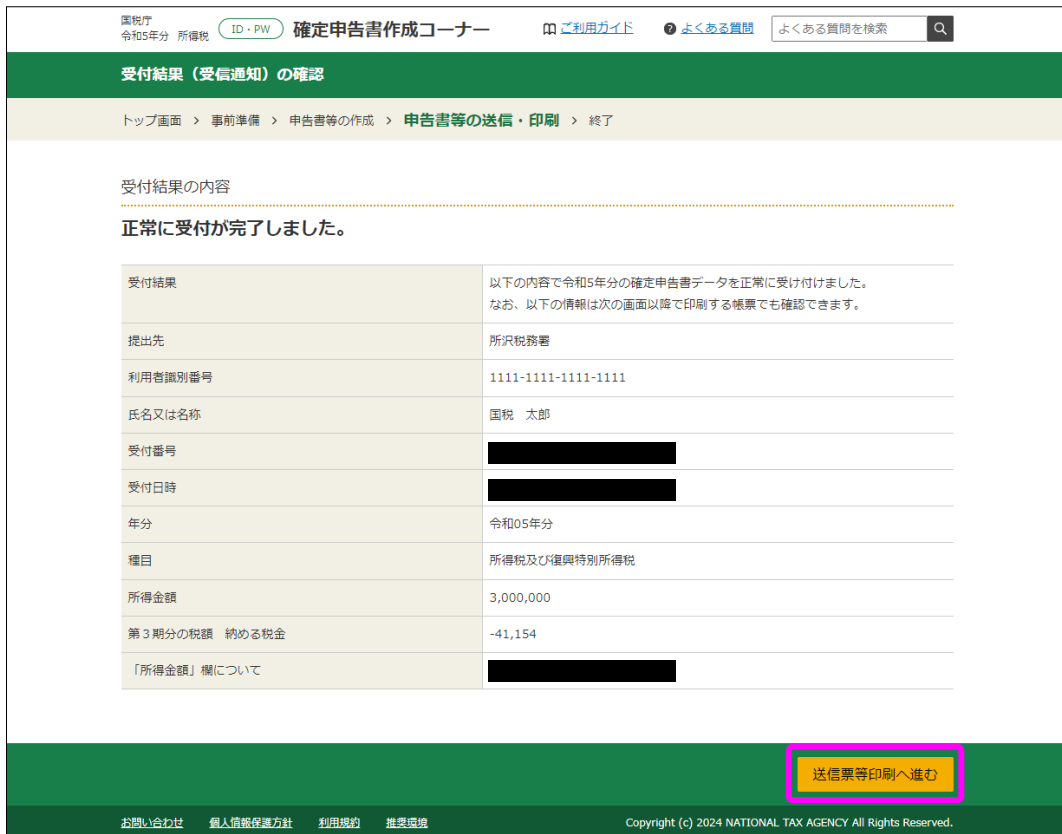 国税庁
令和5年分 所得税 ID・PW 確定申告書作成コーナー ご利用ガイド よくある質問 よくある質問を検索
受付結果（受信通知）の確認
トップ画面 > 事前準備 > 申告書等の作成 > 申告書等の送信・印刷 > 終了
受付結果の内容
正常に受付が完了しました。
受付結果 以下の内容で令和5年分の確定申告書データを正常に受け付けました。
なお、以下の情報は次の画面以降で印刷する帳票でも確認できます。
提出先 所沢税務署
利用者識別番号 1111-1111-1111-1111
氏名又は名称 国税 太郎
受付番号
受付日時
年分 令和05年分
種目 所得税及び復興特別所得税
所得金額 3,000,000
第３期分の税額 納める税金 -41,154
「所得金額」欄について
送信票等印刷へ進む
お問い合わせ 個人情報保護方針 利用規約 推奨環境 Copyright (c) 2024 NATIONAL TAX AGENCY All Rights Reserved.